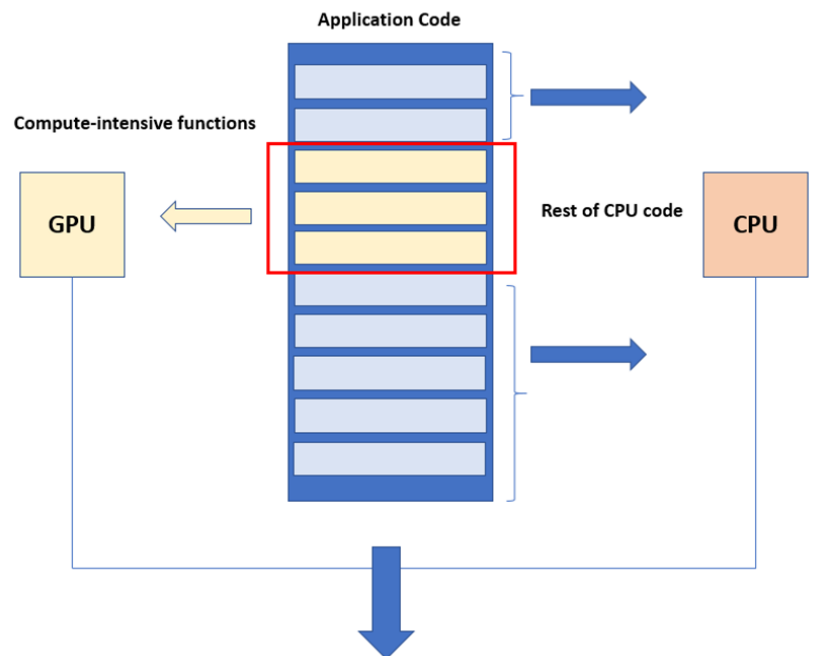 Application Code
Compute-intensive functions
GPU
Rest of CPU code
CPU